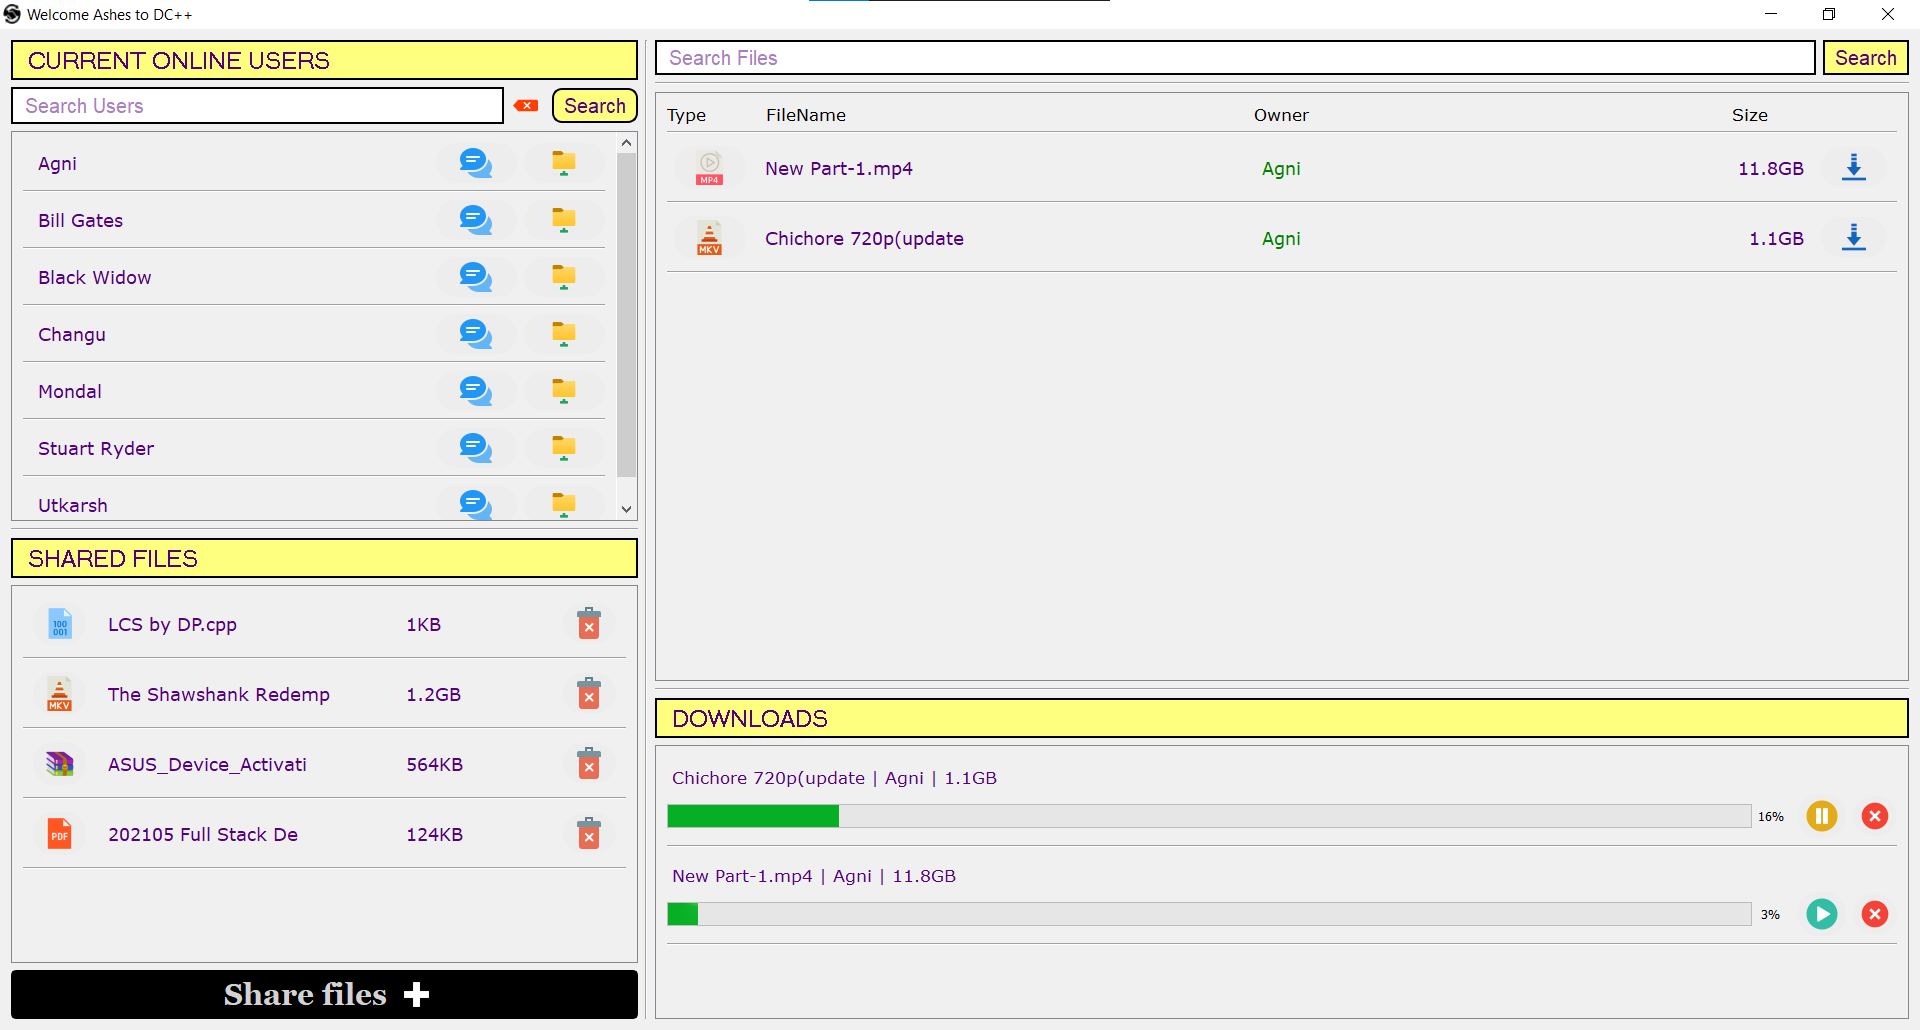 Welcome Ashes to DC++
CURRENT ONLINE USERS
Search Users
Search
Agni
Bill Gates
Black Widow
Changu
Mondal
Stuart Ryder
Utkarsh
SHARED FILES
100
001
LCS by DP.cpp 1KB
MKV
The Shawshank Redemp 1.2GB
ASUS_Device_Activati 564KB
PDF
202105 Full Stack De 124KB
Share files
Search Files
Search
Type FileName Owner Size
MP4
New Part-1.mp4 Agni 11.8GB
MKV
Chichore 720p(update Agni 1.1GB
DOWNLOADS
Chichore 720p(update | Agni | 1.1GB
16%
New Part-1.mp4 | Agni | 11.8GB
3%